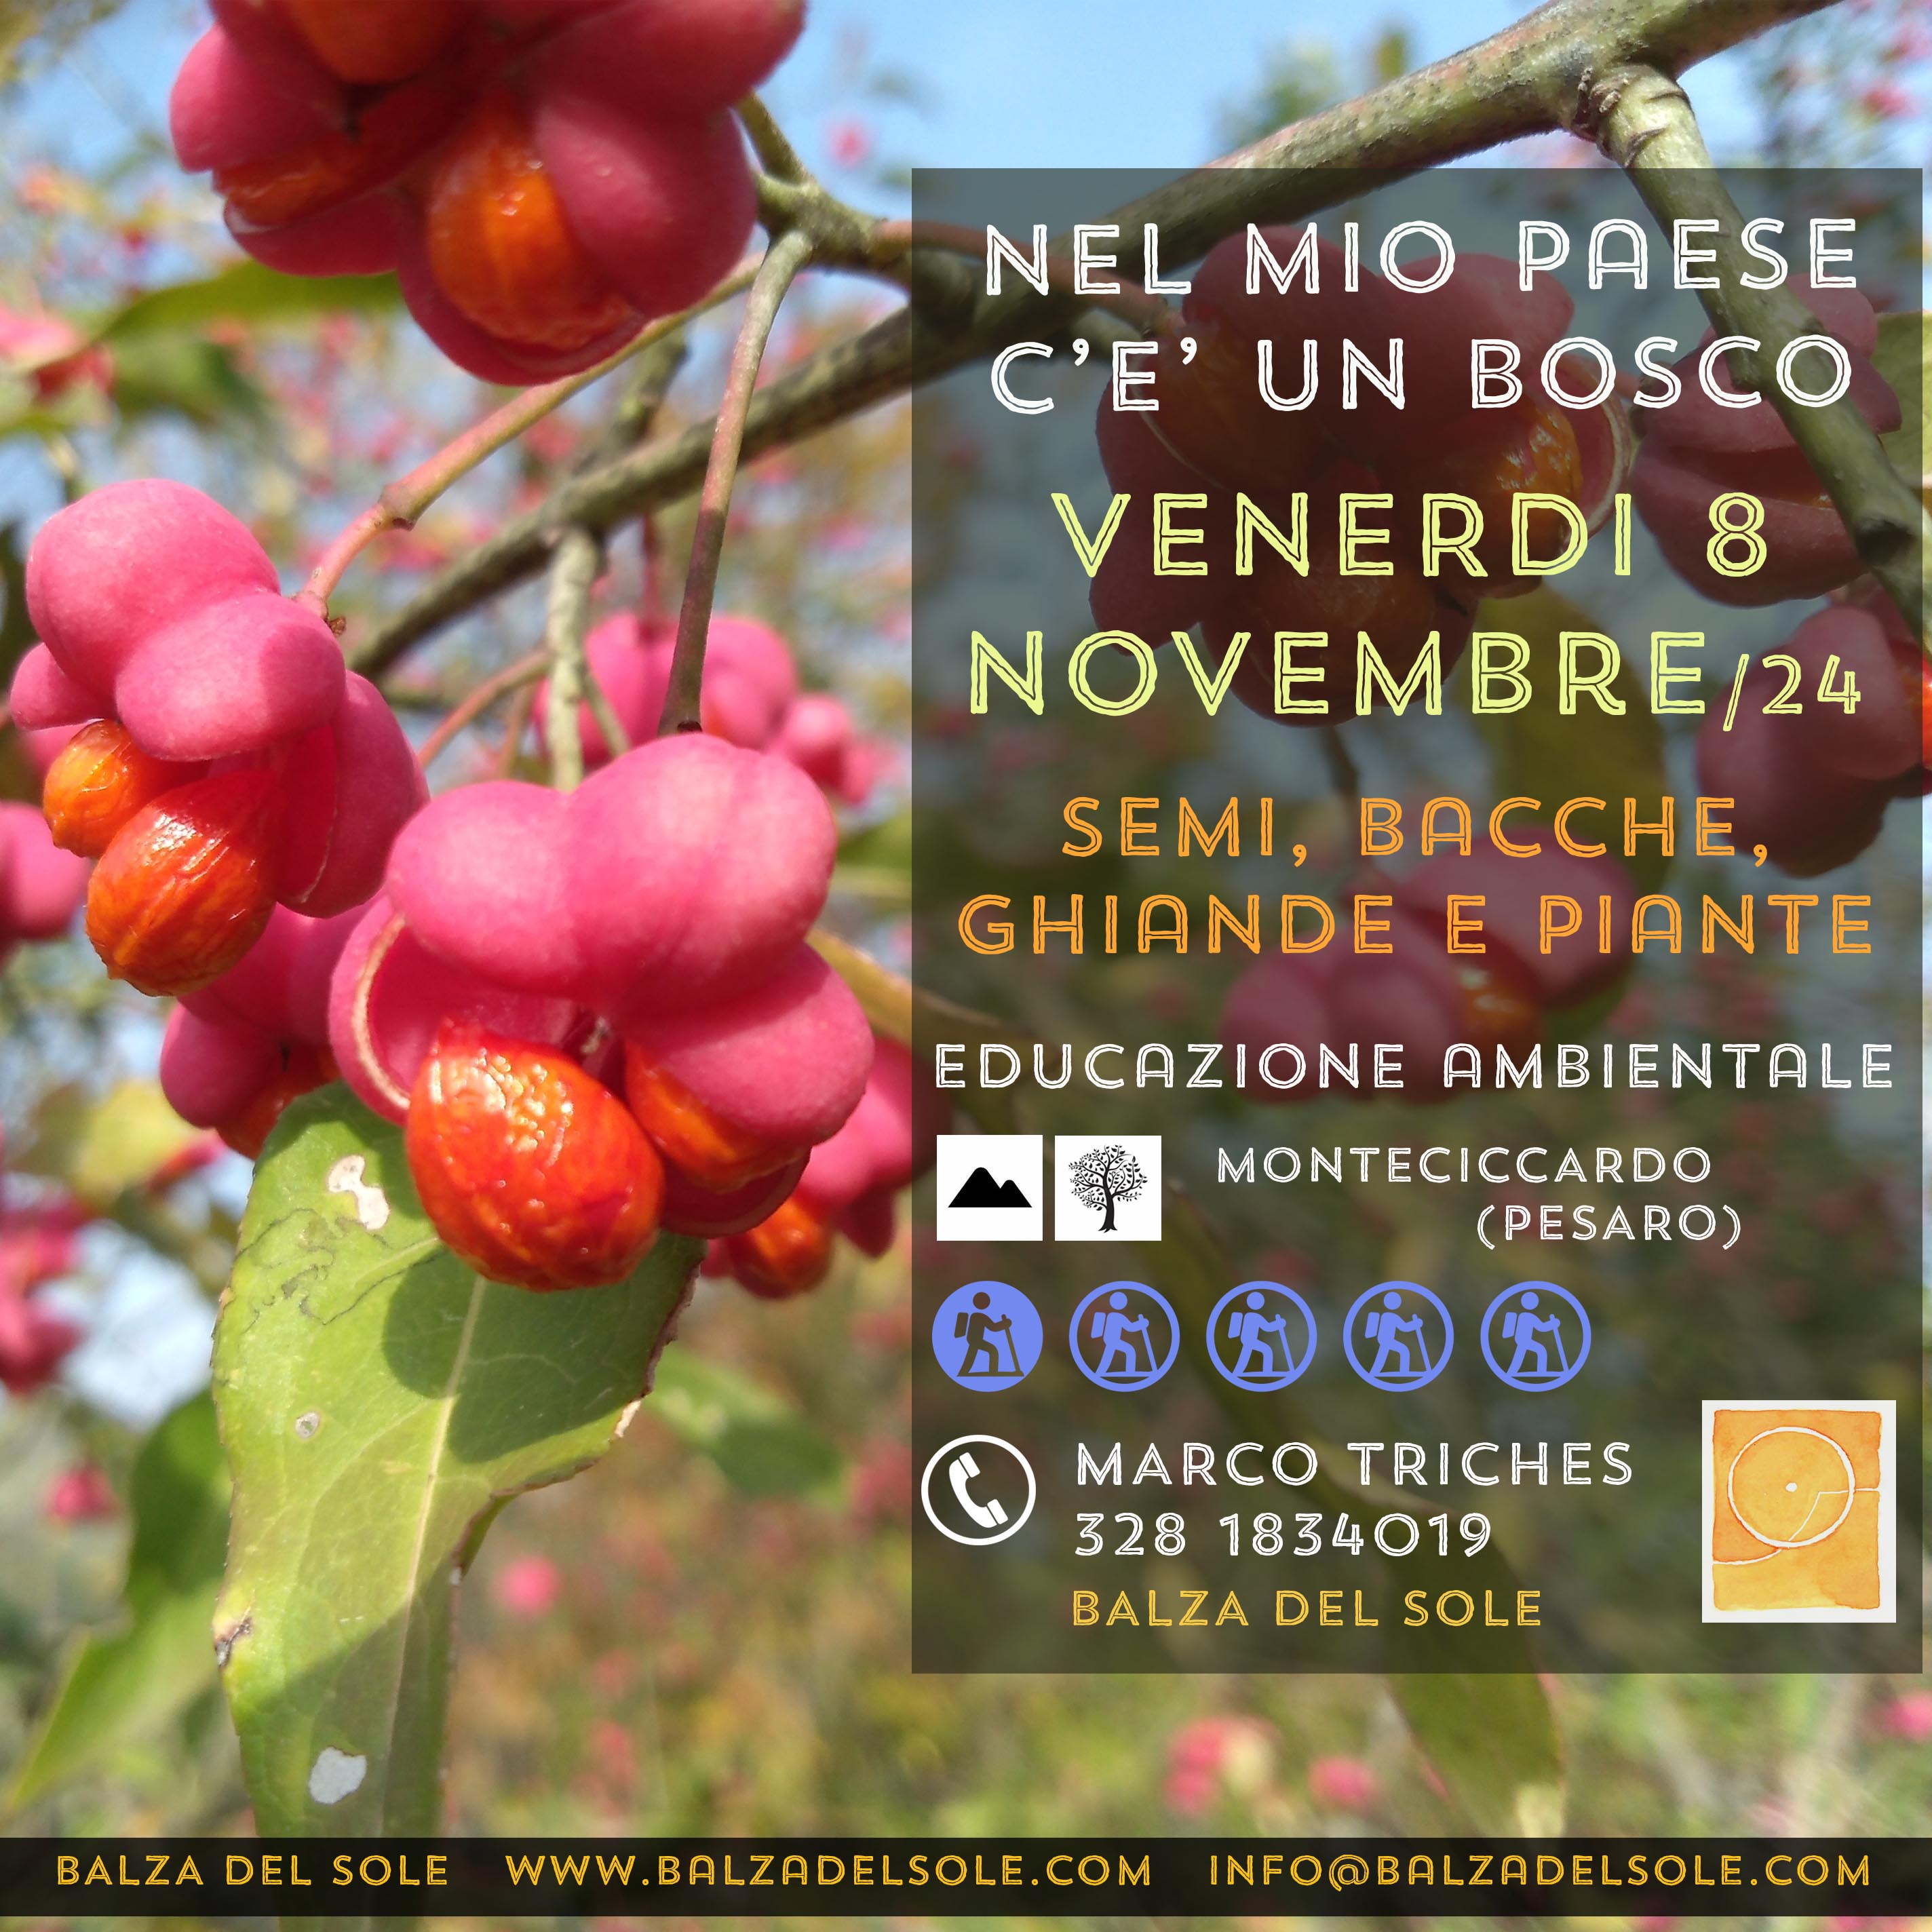 NEL MIO PAESE
C'E' UN BOSCO
VENERDI 8
NOVEMBRE/24
SEMI, BACCHE,
GHIANDE E PIANTE
EDUCAZIONE AMBIENTALE
MONTECICCARDO
(PESARO)
MARCO TRICHES
328 1834019
BALZA DEL SOLE
BALZA DEL SOLE WWW.BALZADELSOLE.COM INFO@BALZADELSOLE.COM